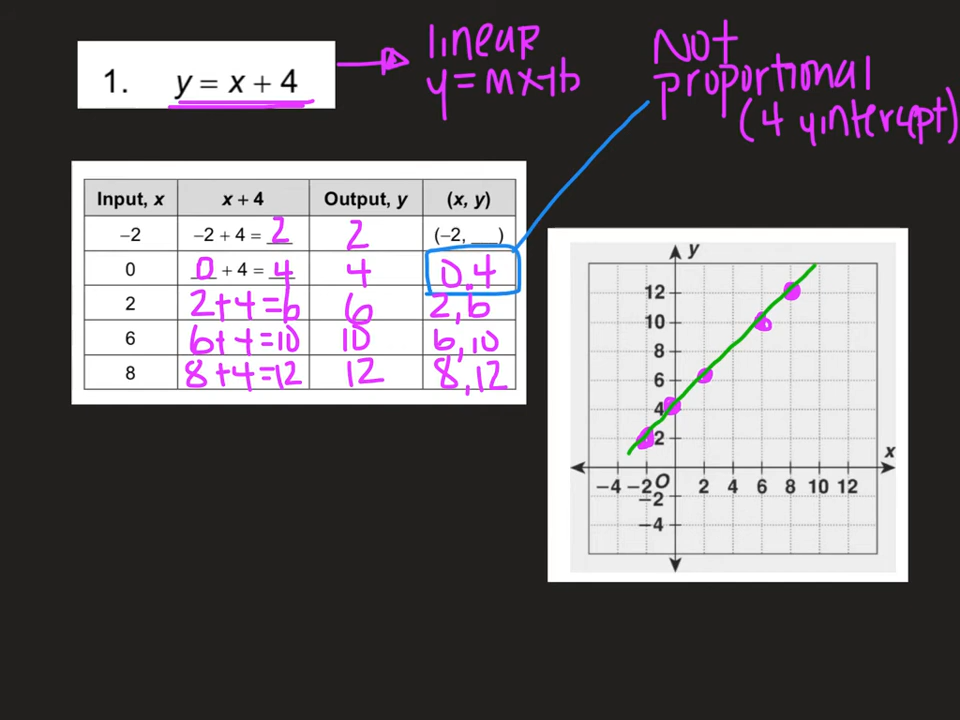 1. y = x + 4
linear
y = mx+b
Not
proportional
(4 yintercept)
Input, x x + 4 Output, y (x, y)
−2 −2 + 4 = 2 2 (−2, __)
0 0 + 4 = 4 4 0.4
2 2+4=6 6 2,6
6 6+4=10 10 6,10
8 8+4=12 12 8,12
y
12
10
8
6
4
2
x
−4 −2 O 2 4 6 8 10 12
−2
−4